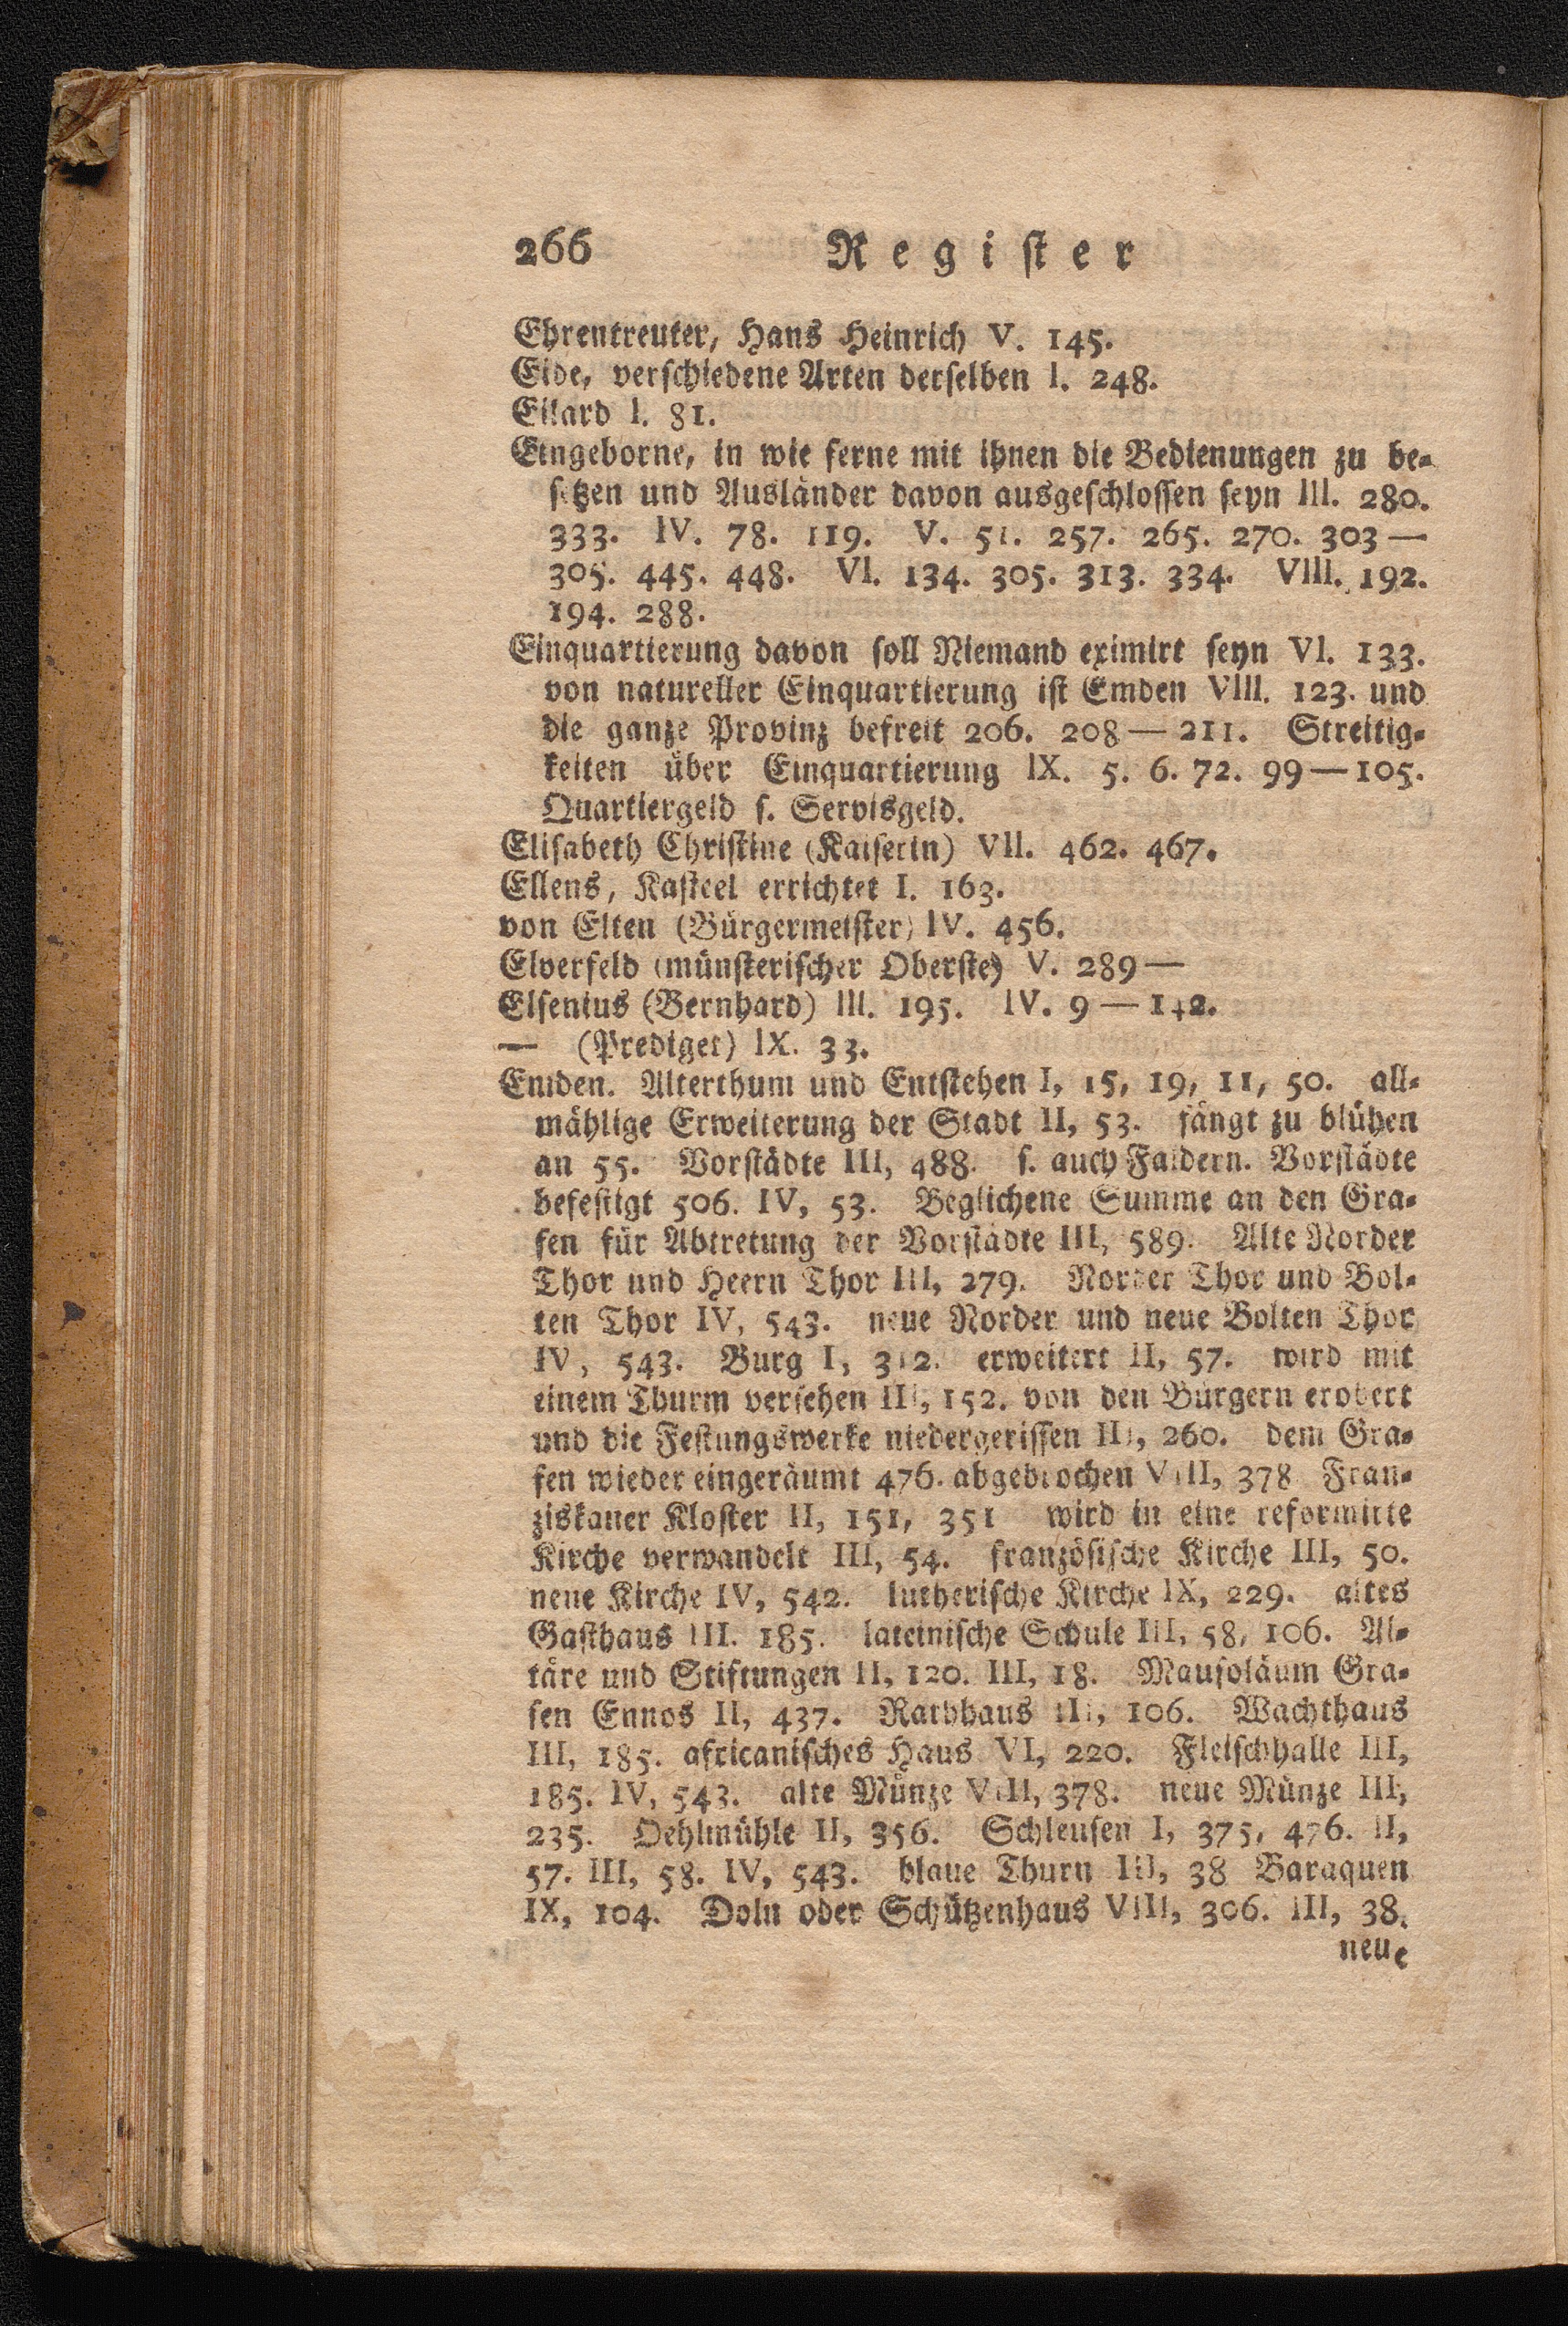 266 Register
Ehrentreuter, Hans Heinrich V. 145.
Eide, verschiedene Arten derselben I. 248.
Eilard I. 81.
Eingeborne, in wie ferne mit ihnen die Bedienungen zu be-
setzen und Ausländer davon ausgeschlossen seyn III. 280.
333. IV. 78. 119. V. 51. 257. 265. 270. 303—
305. 445. 448. VI. 134. 305. 313. 334. VIII. 192.
194. 288.
Einquartierung davon soll Niemand eximirt seyn VI. 133.
von natureller Einquartierung ist Emden VIII. 123. und
die ganze Provinz befreit 206. 208—211. Streitig-
keiten über Einquartierung IX. 5. 6. 72. 99—105.
Quartiergeld s. Servisgeld.
Elisabeth Christine (Kaiserin) VII. 462. 467.
Ellens, Kasteel errichtet I. 163.
von Elten (Bürgermeister) IV. 456.
Elverfeld (münsterischer Oberste) V. 289—
Elsenius (Bernhard) III. 195. IV. 9—142.
— (Prediger) IX. 33.
Emden. Alterthum und Entstehen I, 15, 19, 11, 50. all-
mählige Erweiterung der Stadt II, 53. fängt zu blühen
an 55. Vorstädte III, 488. s. auch Faldern. Vorstädte
befestigt 506. IV, 53. Beglichene Summe an den Gra-
fen für Abtretung der Vorstädte III, 589. Alte Norder
Thor und Heern Thor III, 279. Norder Thor und Bol-
ten Thor IV, 543. neue Norder und neue Bolten Thor
IV, 543. Burg I, 312. erweitert II, 57. wird mit
einem Thurm versehen III, 152. von den Bürgern erobert
und die Festungswerke niedergerissen III, 260. dem Gra-
fen wieder eingeräumt 476. abgebrochen VIII, 378 Fran-
ziskaner Kloster II, 151, 351 wird in eine reformirte
Kirche verwandelt III, 54. französische Kirche III, 50.
neue Kirche IV, 542. lutherische Kirche IX, 229. altes
Gasthaus III. 185. lateinische Schule III, 58, 106. Al-
täre und Stiftungen II, 120. III, 18. Mausoläum Gra-
fen Ennos II, 437. Rathhaus III, 106. Wachthaus
III, 185. africanisches Haus VI, 220. Fleischhalle III,
185. IV, 543. alte Münze VIII, 378. neue Münze III,
235. Oehlmühle II, 356. Schleusen I, 375, 476. II,
57. III, 58. IV, 543. blaue Thurn III, 38 Baraquen
IX, 104. Doln oder Schützenhaus VIII, 306. III, 38.
neue